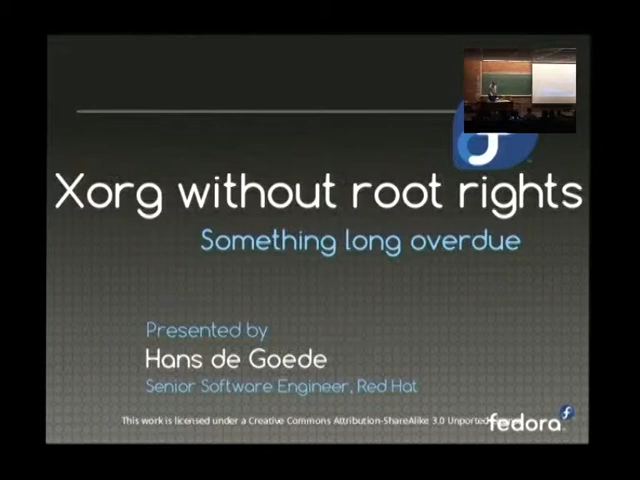 Xorg without root rights
Something long overdue
Presented by
Hans de Goede
Senior Software Engineer, Red Hat
This work is licensed under a Creative Commons Attribution-ShareAlike 3.0 Unported
fedora